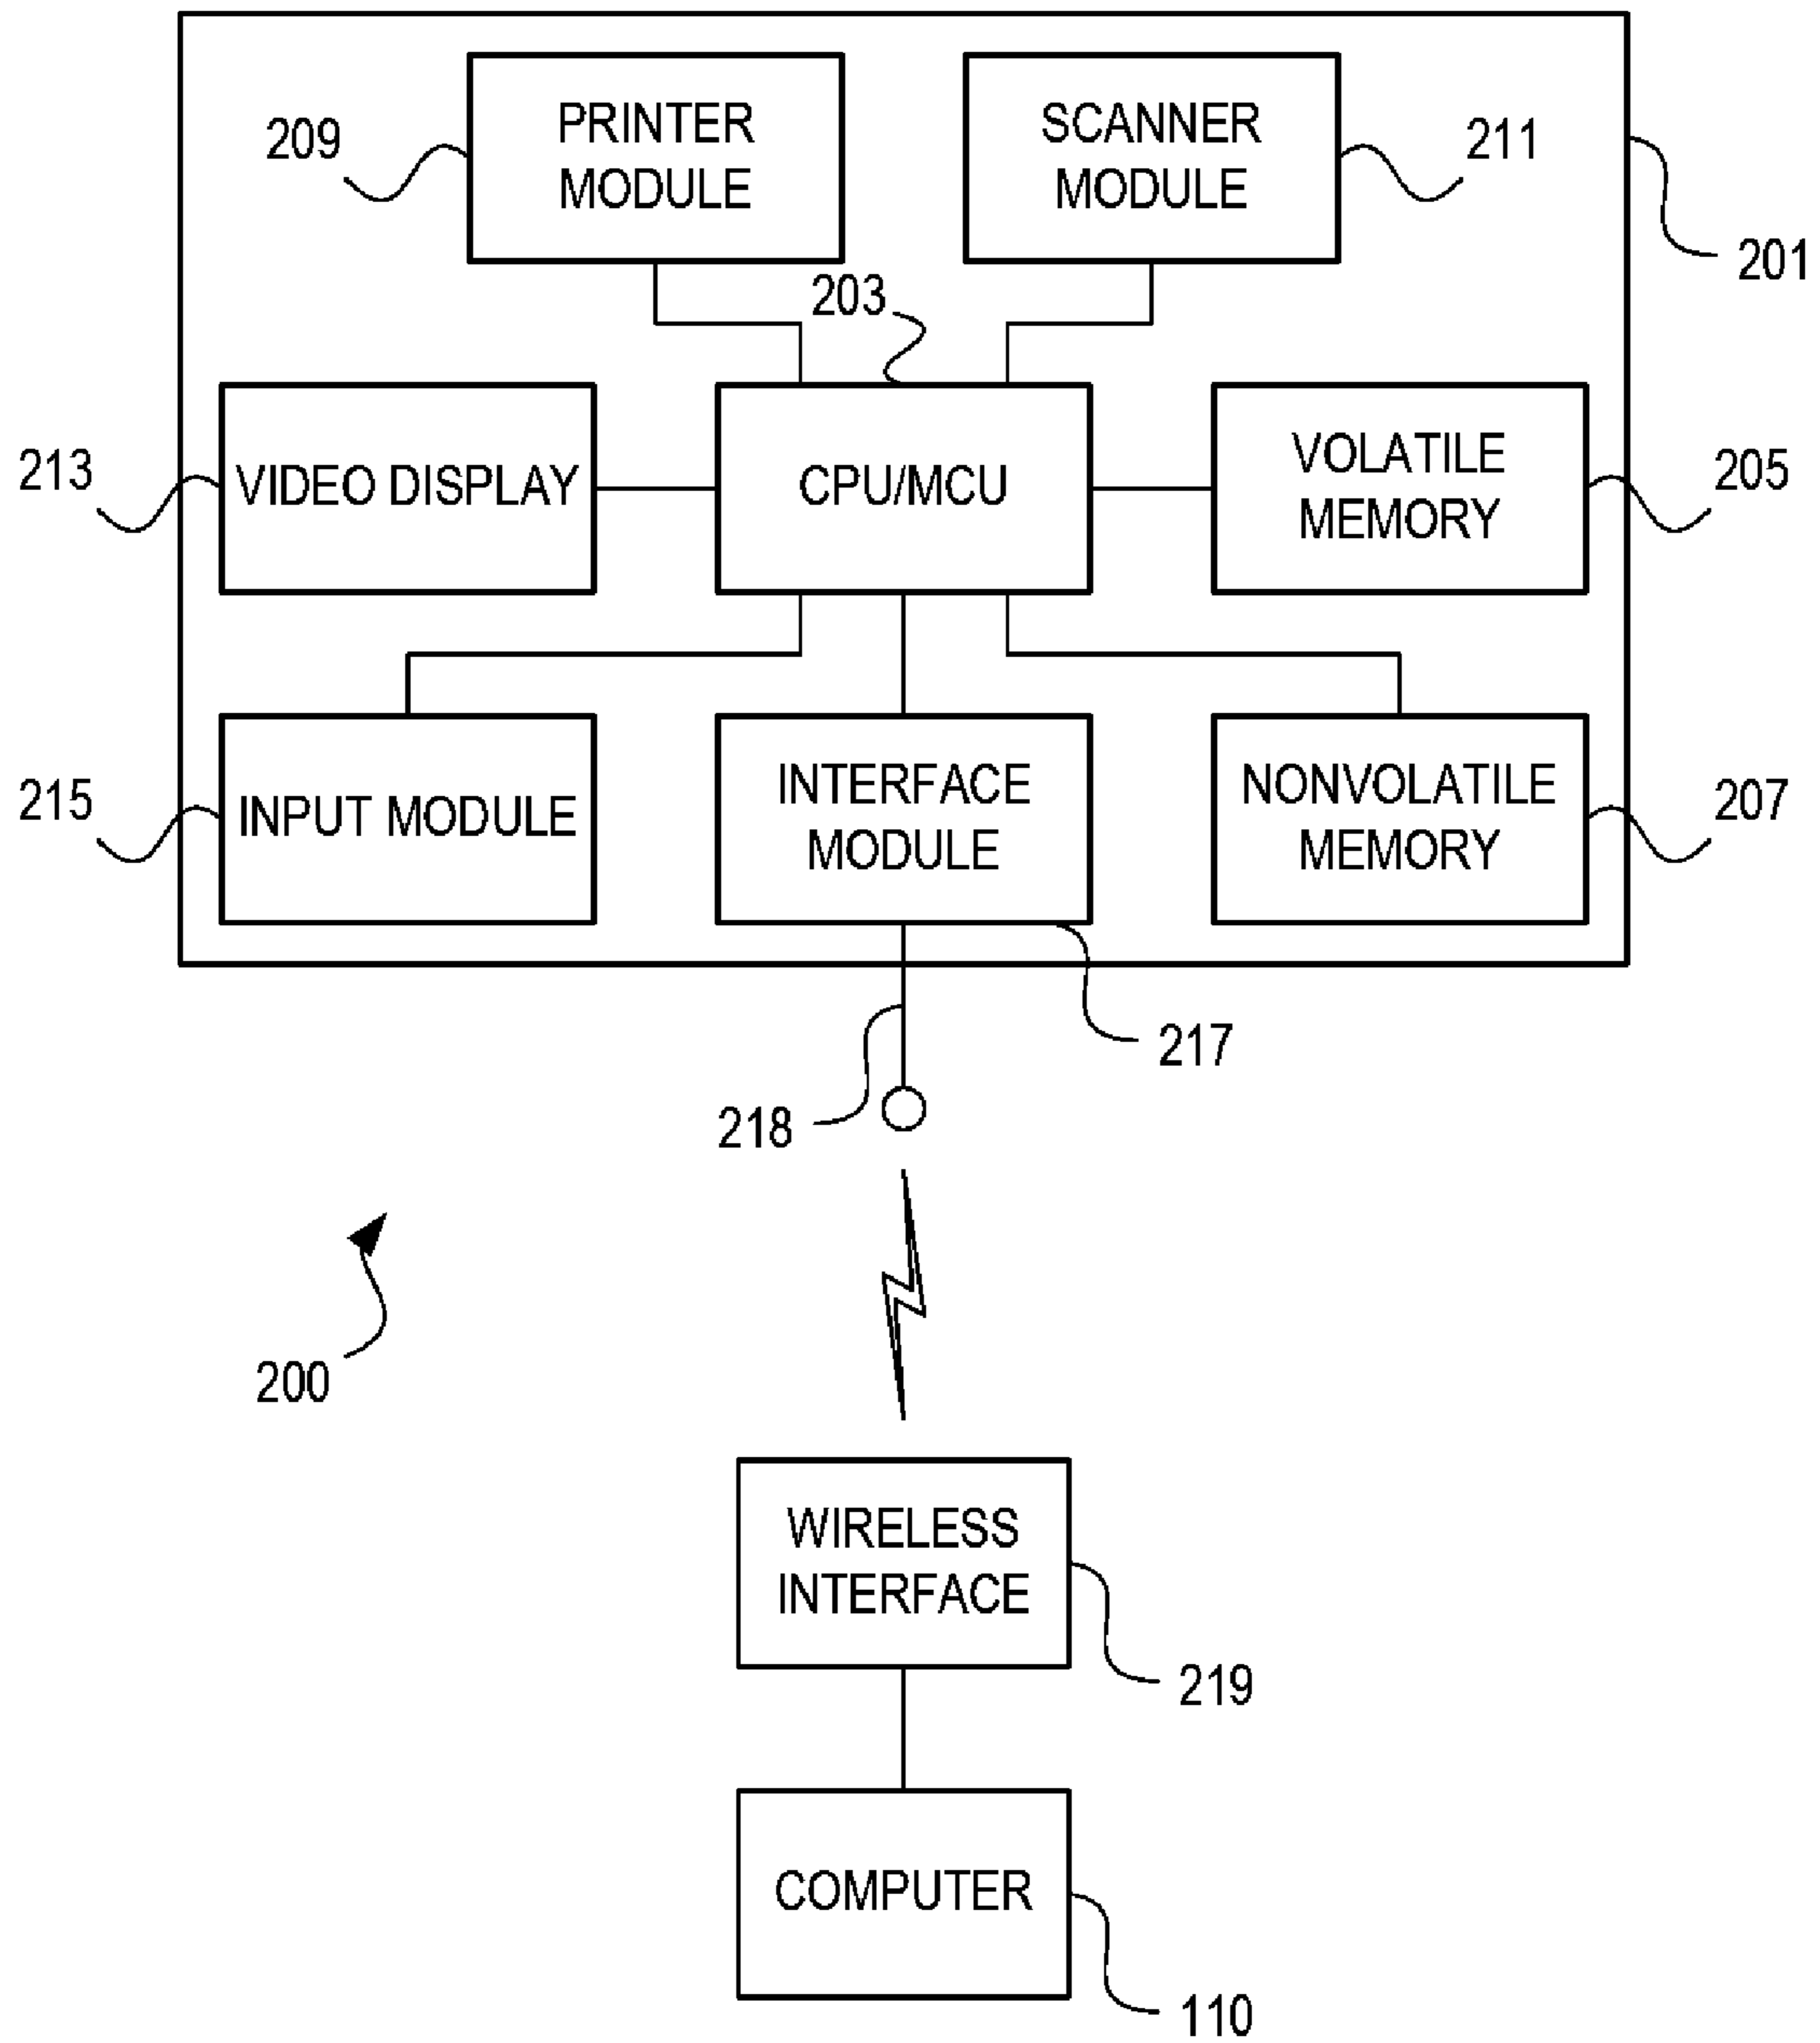 PRINTER
MODULE
SCANNER
MODULE
209
211
201
203
VIDEO DISPLAY
CPU/MCU
VOLATILE
MEMORY
213
205
INPUT MODULE
INTERFACE
MODULE
NONVOLATILE
MEMORY
215
207
217
218
200
WIRELESS
INTERFACE
219
COMPUTER
110